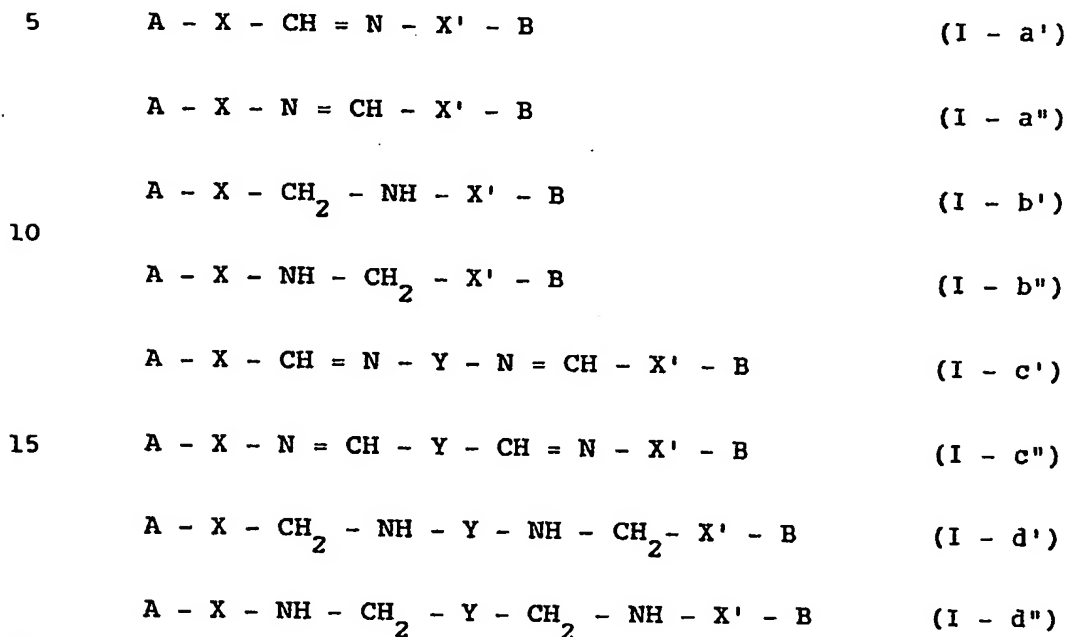 5 A - X - CH = N - X' - B (I - a')
A - X - N = CH - X' - B (I - a")
A - X - CH₂ - NH - X' - B (I - b')
10
A - X - NH - CH₂ - X' - B (I - b")
A - X - CH = N - Y - N = CH - X' - B (I - c')
15 A - X - N = CH - Y - CH = N - X' - B (I - c")
A - X - CH₂ - NH - Y - NH - CH₂- X' - B (I - d')
A - X - NH - CH₂ - Y - CH₂ - NH - X' - B (I - d")